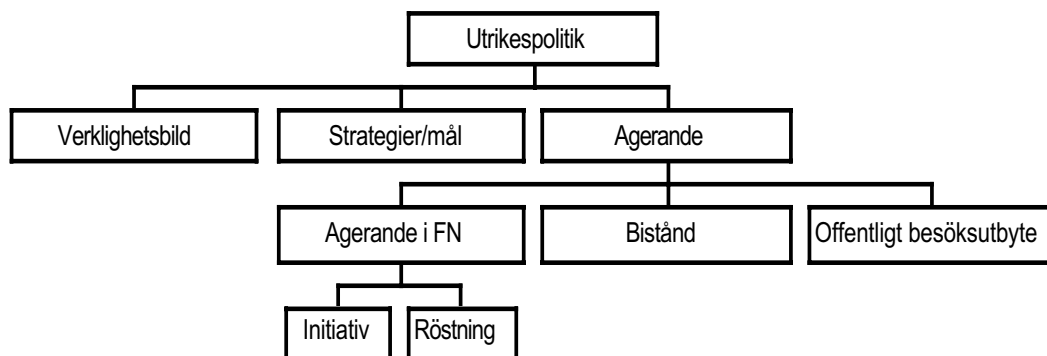 Utrikespolitik
Verklighetsbild
Strategier/mål
Agerande
Agerande i FN
Bistånd
Offentligt besöksutbyte
Initiativ
Röstning